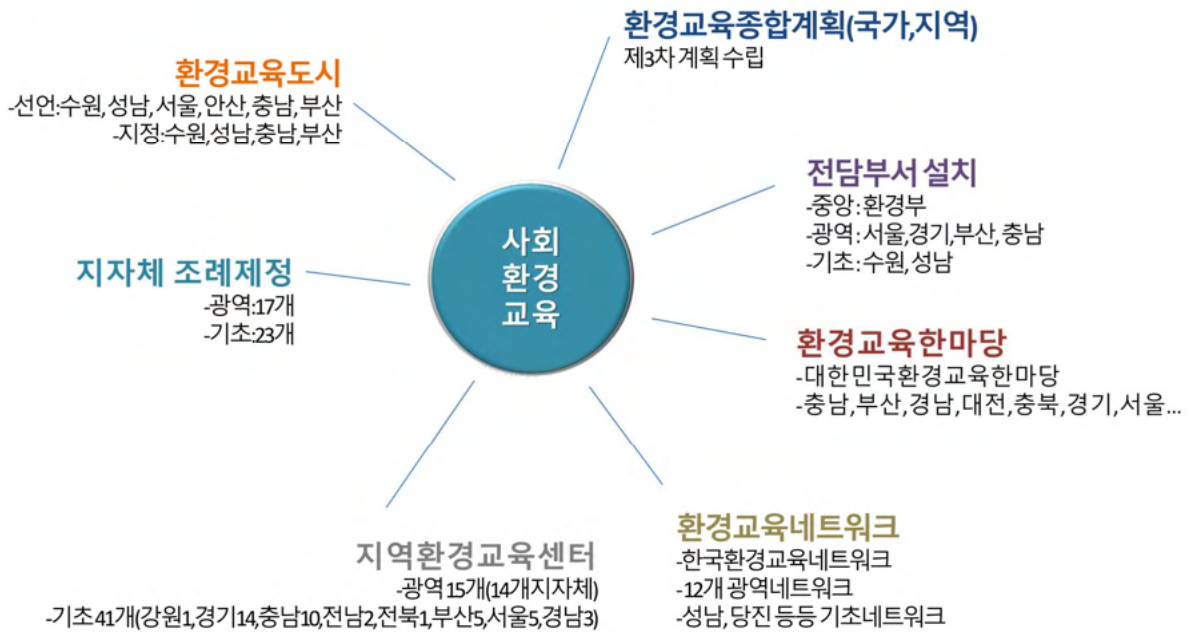 환경교육종합계획(국가,지역)
제3차 계획 수립
환경교육도시
-선언:수원,성남,서울,안산,충남,부산
-지정:수원,성남,충남,부산
전담부서 설치
-중앙 : 환경부
-광역 : 서울,경기,부산, 충남
-기초 : 수원, 성남
사회
환경
교육
지자체 조례제정
-광역:17개
-기초:23개
환경교육한마당
-대한민국환경교육한마당
-충남,부산,경남,대전,충북,경기,서울...
지역환경교육센터
-광역 15개(14개지자체)
-기초 41개(강원1,경기14,충남10,전남2,전북1,부산5,서울5,경남3)
환경교육네트워크
-한국환경교육네트워크
-12개 광역네트워크
-성남, 당진 등등 기초네트워크